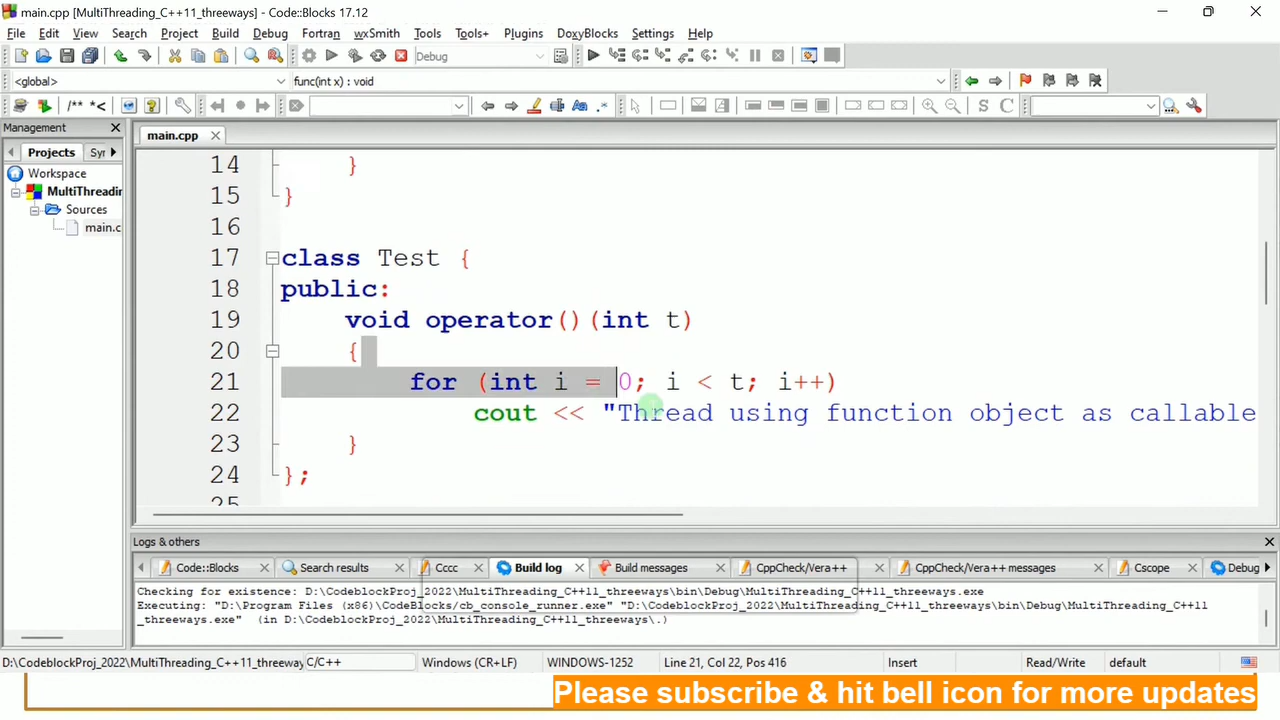 main.cpp [MultiThreading_C++11_threeways] - Code::Blocks 17.12
File Edit View Search Project Build Debug Fortran wxSmith Tools Tools+ Plugins DoxyBlocks Settings Help
Debug
<global> func(int x) : void
/** *<
S C
Management
main.cpp
Projects Syr
Workspace
MultiThreadin
Sources
main.c
14 }
15 }
16
17 class Test {
18 public:
19 void operator()(int t)
20 {
21 for (int i = 0; i < t; i++)
22 cout << "Thread using function object as callable
23 }
24 };
25
Logs & others
Code::Blocks Search results Cccc Build log Build messages CppCheck/Vera++ CppCheck/Vera++ messages Cscope Debug
Checking for existence: D:\CodeblockProj_2022\MultiThreading_C++11_threeways\bin\Debug\MultiThreading_C++11_threeways.exe
Executing: "D:\Program Files (x86)\CodeBlocks/cb_console_runner.exe" "D:\CodeblockProj_2022\MultiThreading_C++11_threeways\bin\Debug\MultiThreading_C++11
_threeways.exe" (in D:\CodeblockProj_2022\MultiThreading_C++11_threeways\.)
D:\CodeblockProj_2022\MultiThreading_C++11_threeway C/C++ Windows (CR+LF) WINDOWS-1252 Line 21, Col 22, Pos 416 Insert Read/Write default
Please subscribe & hit bell icon for more updates